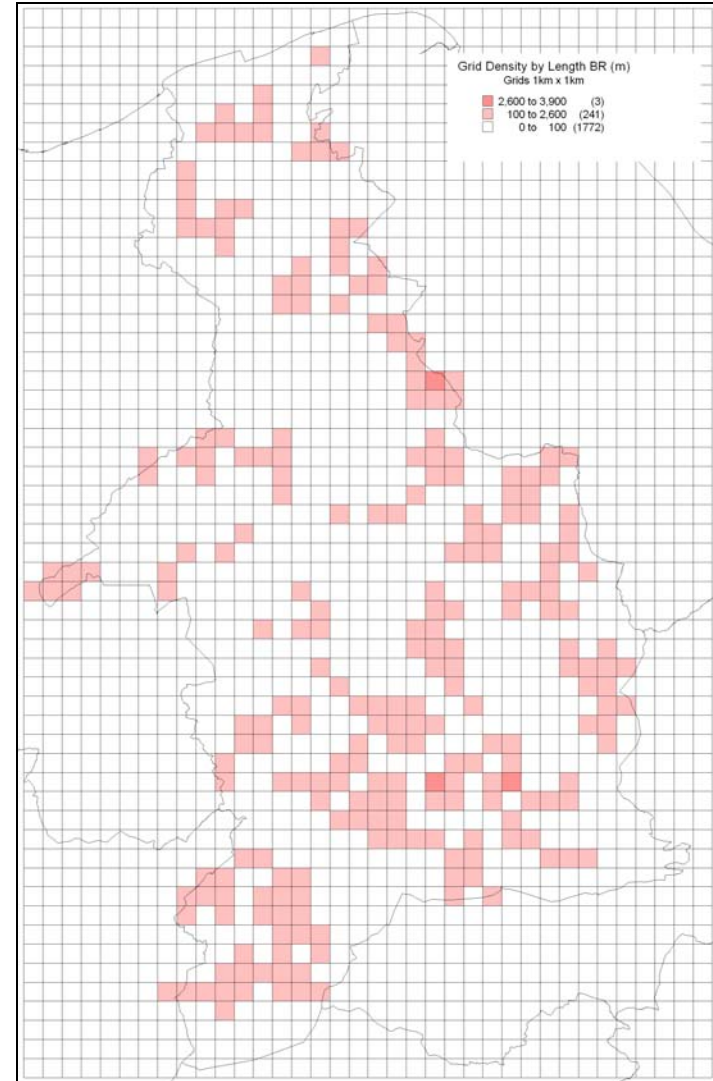 Grid Density by Length BR (m)
Grids 1km x 1km
2,600 to 3,900 (3)
100 to 2,600 (241)
0 to 100 (1772)